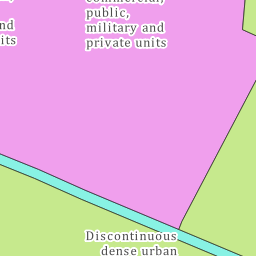 commercial,
public,
military and
private units
nd
its
Discontinuous
dense urban